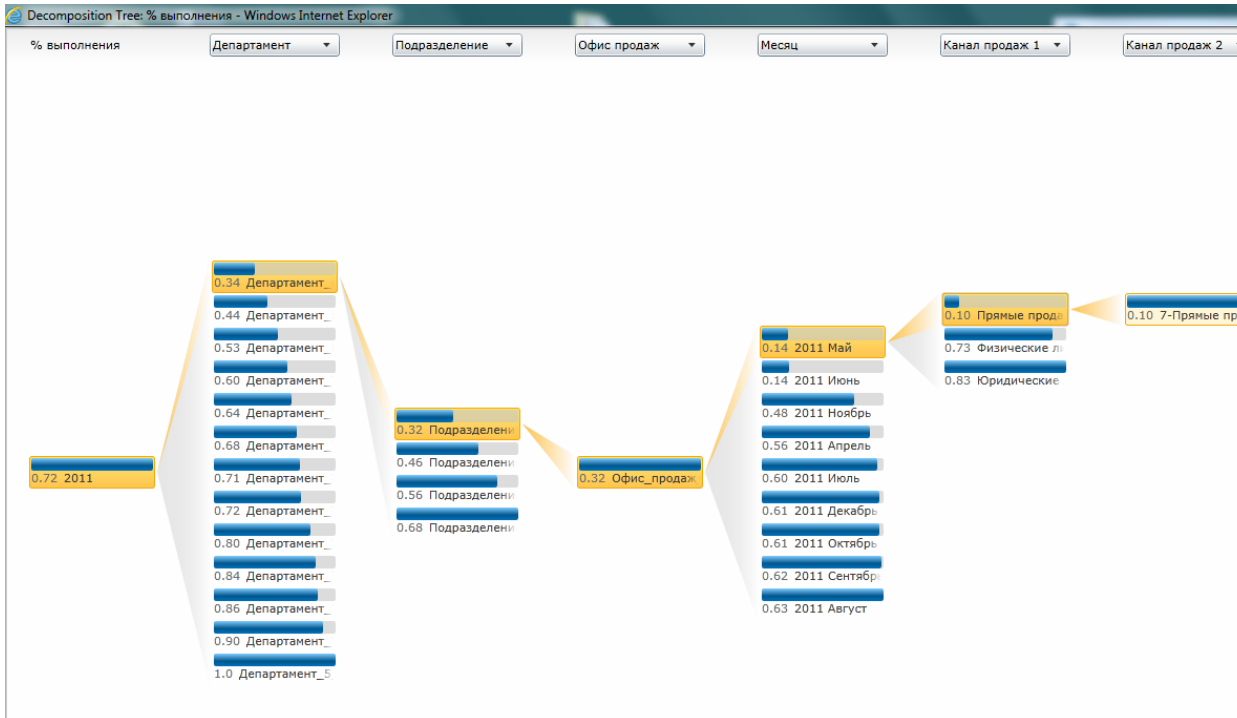 Decomposition Tree: % выполнения - Windows Internet Explorer
% выполнения
Департамент
Подразделение
Офис продаж
Месяц
Канал продаж 1
Канал продаж 2
0.72 2011
0.34 Департамент_
0.44 Департамент_
0.53 Департамент_
0.60 Департамент_
0.64 Департамент_
0.68 Департамент_
0.71 Департамент_
0.72 Департамент_
0.80 Департамент_
0.84 Департамент_
0.86 Департамент_
0.90 Департамент_
1.0 Департамент_5
0.32 Подразделени
0.46 Подразделени
0.56 Подразделени
0.68 Подразделени
0.32 Офис_продаж
0.14 2011 Май
0.14 2011 Июнь
0.48 2011 Ноябрь
0.56 2011 Апрель
0.60 2011 Июль
0.61 2011 Декабрь
0.61 2011 Октябрь
0.62 2011 Сентябрь
0.63 2011 Август
0.10 Прямые прода
0.73 Физические л
0.83 Юридические
0.10 7-Прямые пр